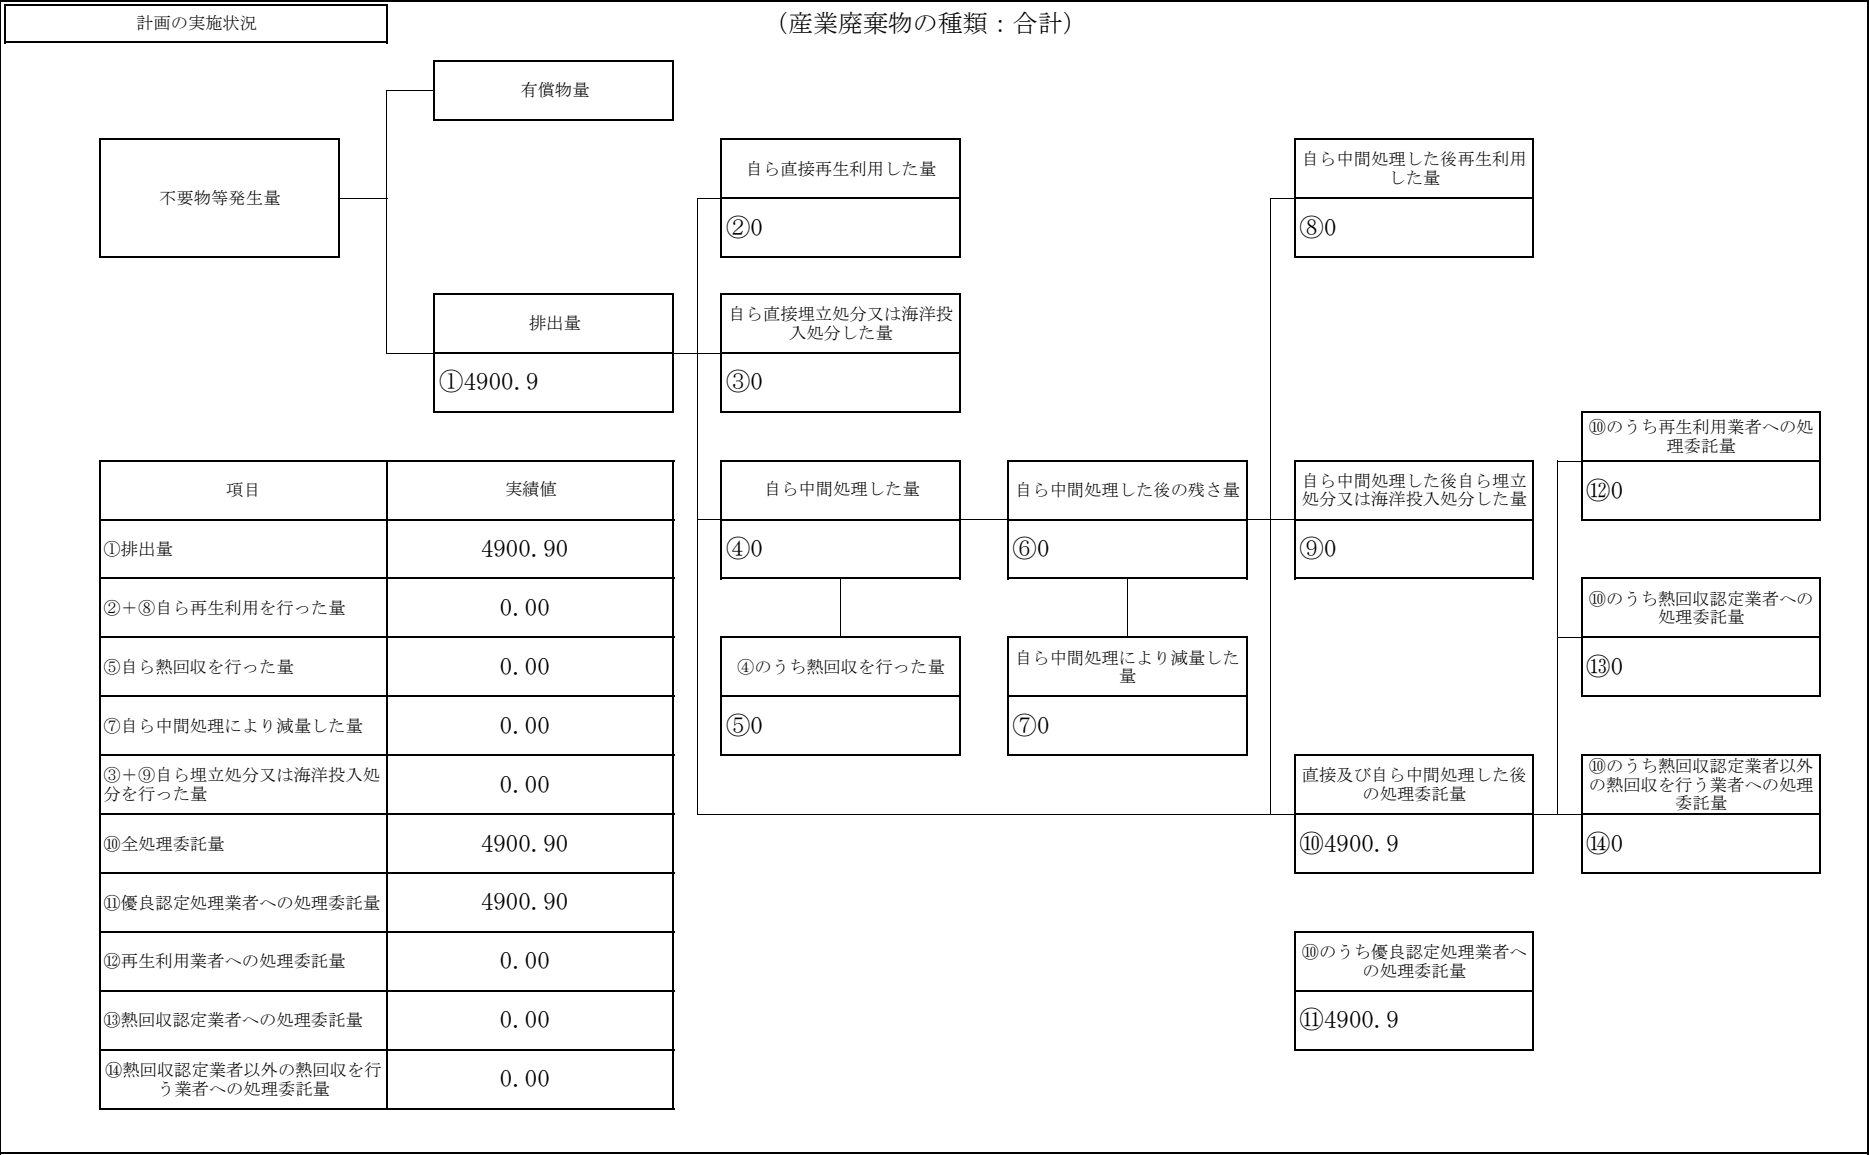 計画の実施状況
（産業廃棄物の種類：合計）
有償物量
不要物等発生量
排出量
①4900.9
自ら直接再生利用した量
②0
自ら直接埋立処分又は海洋投
入処分した量
③0
自ら中間処理した量
④0
④のうち熱回収を行った量
⑤0
自ら中間処理した後の残さ量
⑥0
自ら中間処理により減量した
量
⑦0
自ら中間処理した後再生利用
した量
⑧0
自ら中間処理した後自ら埋立
処分又は海洋投入処分した量
⑨0
直接及び自ら中間処理した後
の処理委託量
⑩4900.9
⑩のうち優良認定処理業者へ
の処理委託量
⑪4900.9
⑩のうち再生利用業者への処
理委託量
⑫0
⑩のうち熱回収認定業者への
処理委託量
⑬0
⑩のうち熱回収認定業者以外
の熱回収を行う業者への処理
委託量
⑭0
項目 実績値
①排出量 4900.90
②＋⑧自ら再生利用を行った量 0.00
⑤自ら熱回収を行った量 0.00
⑦自ら中間処理により減量した量 0.00
③＋⑨自ら埋立処分又は海洋投入処
分を行った量 0.00
⑩全処理委託量 4900.90
⑪優良認定処理業者への処理委託量 4900.90
⑫再生利用業者への処理委託量 0.00
⑬熱回収認定業者への処理委託量 0.00
⑭熱回収認定業者以外の熱回収を行
う業者への処理委託量 0.00